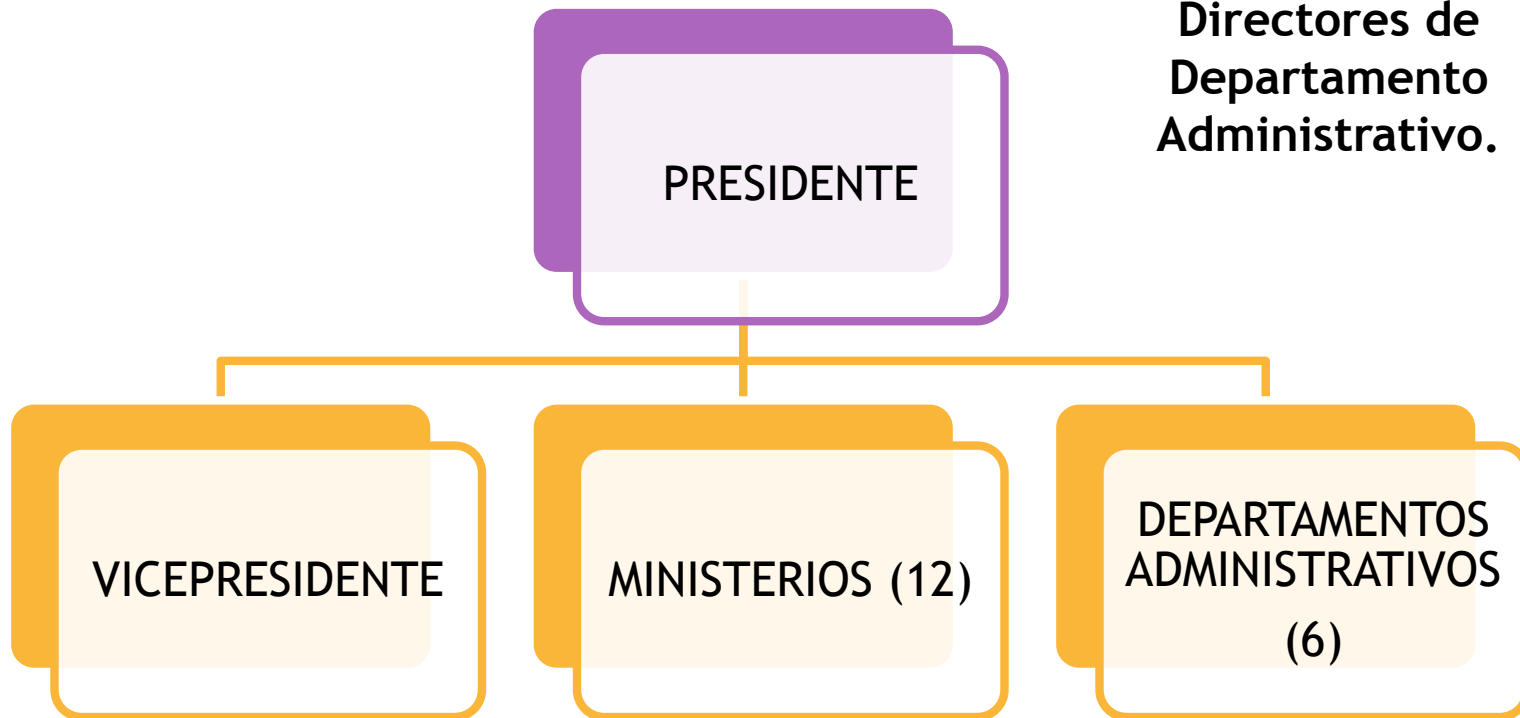 Directores de
Departamento
Administrativo.
PRESIDENTE
VICEPRESIDENTE
MINISTERIOS (12)
DEPARTAMENTOS
ADMINISTRATIVOS
(6)